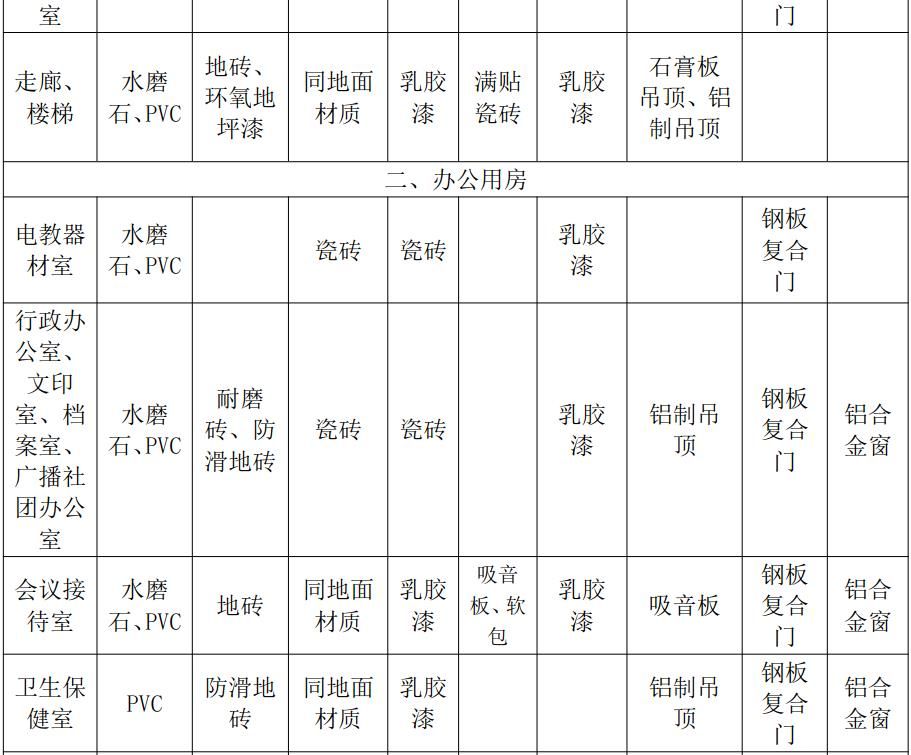 室
门
走廊、
楼梯
水磨
石、PVC
地砖、
环氧地
坪漆
同地面
材质
乳胶
漆
满贴
瓷砖
乳胶
漆
石膏板
吊顶、铝
制吊顶
二、办公用房
电教器
材室
水磨
石、PVC
瓷砖
瓷砖
乳胶
漆
钢板
复合
门
行政办
公室、
文印
室、档
案室、
广播社
团办公
室
水磨
石、PVC
耐磨
砖、防
滑地砖
瓷砖
瓷砖
乳胶
漆
铝制吊
顶
钢板
复合
门
铝合
金窗
会议接
待室
水磨
石、PVC
地砖
同地面
材质
乳胶
漆
吸音
板、软
包
乳胶
漆
吸音板
钢板
复合
门
铝合
金窗
卫生保
健室
PVC
防滑地
砖
同地面
材质
乳胶
漆
铝制吊
顶
钢板
复合
门
铝合
金窗